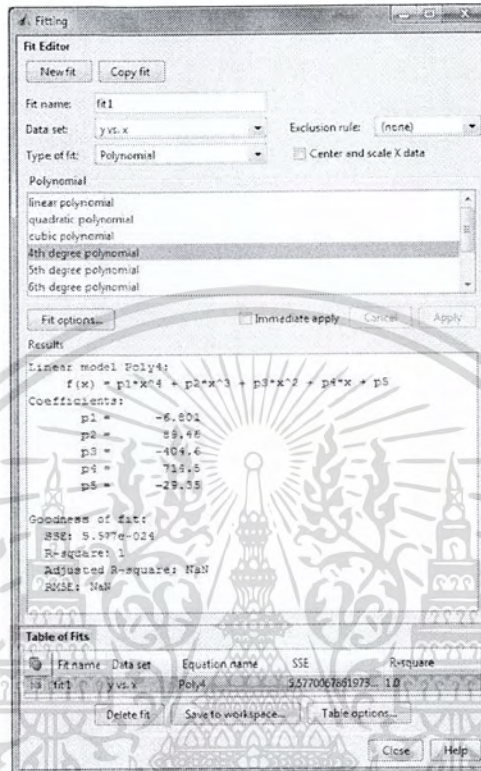 Fitting
Fit Editor
New fit Copy fit
Fit name: fit1
Data set: y vs. x Exclusion rule: (none)
Type of fit: Polynomial Center and scale X data
Polynomial
linear polynomial
quadratic polynomial
cubic polynomial
4th degree polynomial
5th degree polynomial
6th degree polynomial
Fit options... Immediate apply Cancel Apply
Results
Linear model Poly4:
f(x) = p1*x^4 + p2*x^3 + p3*x^2 + p4*x + p5
Coefficients:
p1 = -6.801
p2 = 89.46
p3 = -404.6
p4 = 714.5
p5 = -29.35
Goodness of fit:
SSE: 5.577e-024
R-square: 1
Adjusted R-square: NaN
RMSE: NaN
Table of Fits
Fit name Data set Equation name SSE R-square
fit1 y vs. x Poly4 5.5770067861973... 1.0
Delete fit Save to workspace... Table options...
Close Help